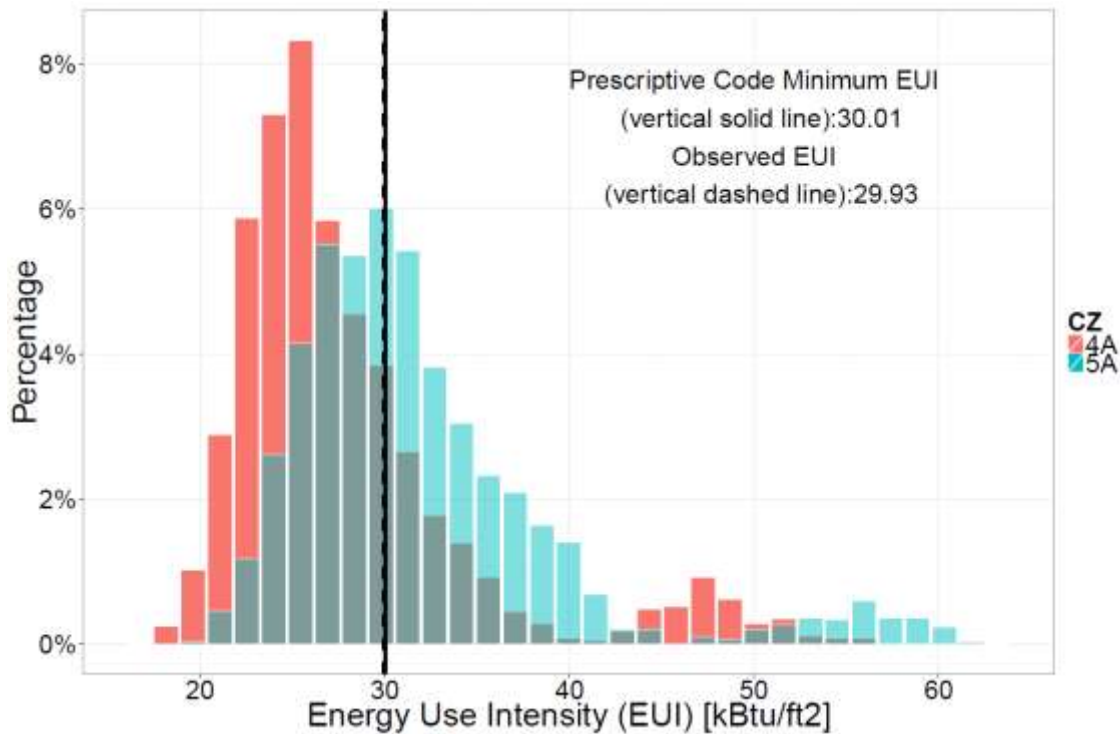 8%
6%
4%
2%
0%
Percentage
Prescriptive Code Minimum EUI
(vertical solid line):30.01
Observed EUI
(vertical dashed line):29.93
CZ
4A
5A
20 30 40 50 60
Energy Use Intensity (EUI) [kBtu/ft2]